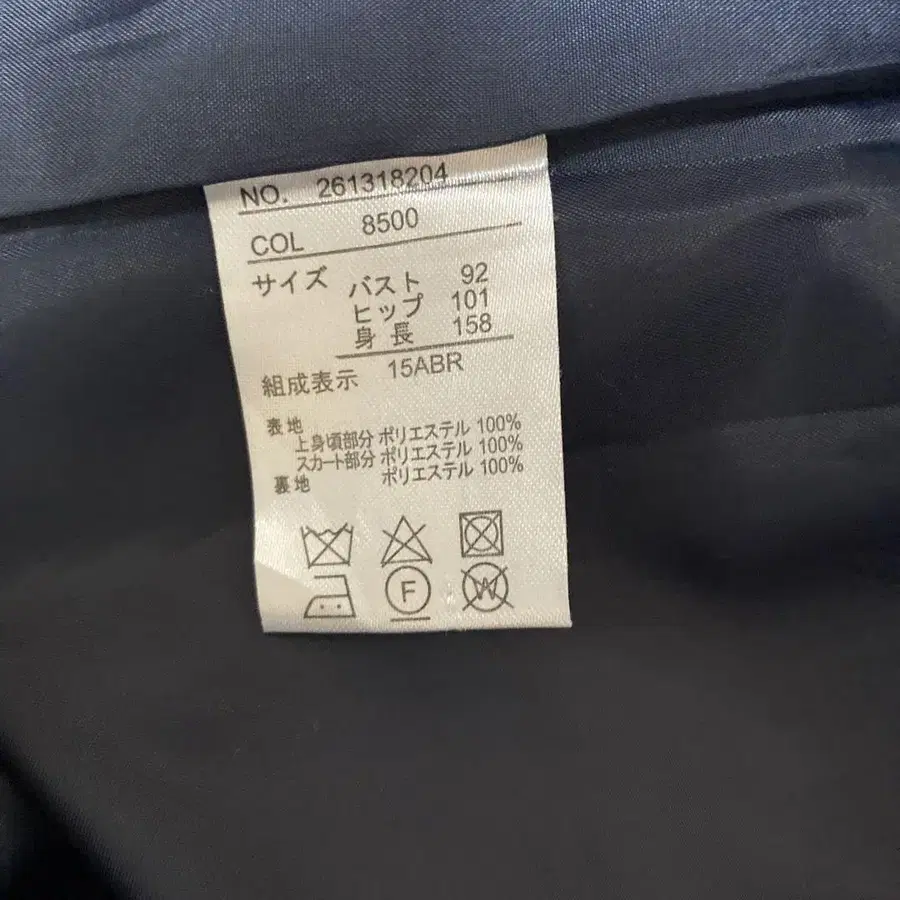 NO. 261318204
COL 8500
サイズ バスト 92
ヒップ 101
身長 158
15ABR
組成表示
表地
上身頃部分 ポリエステル 100%
スカート部分 ポリエステル 100%
裏地 ポリエステル 100%
F
W